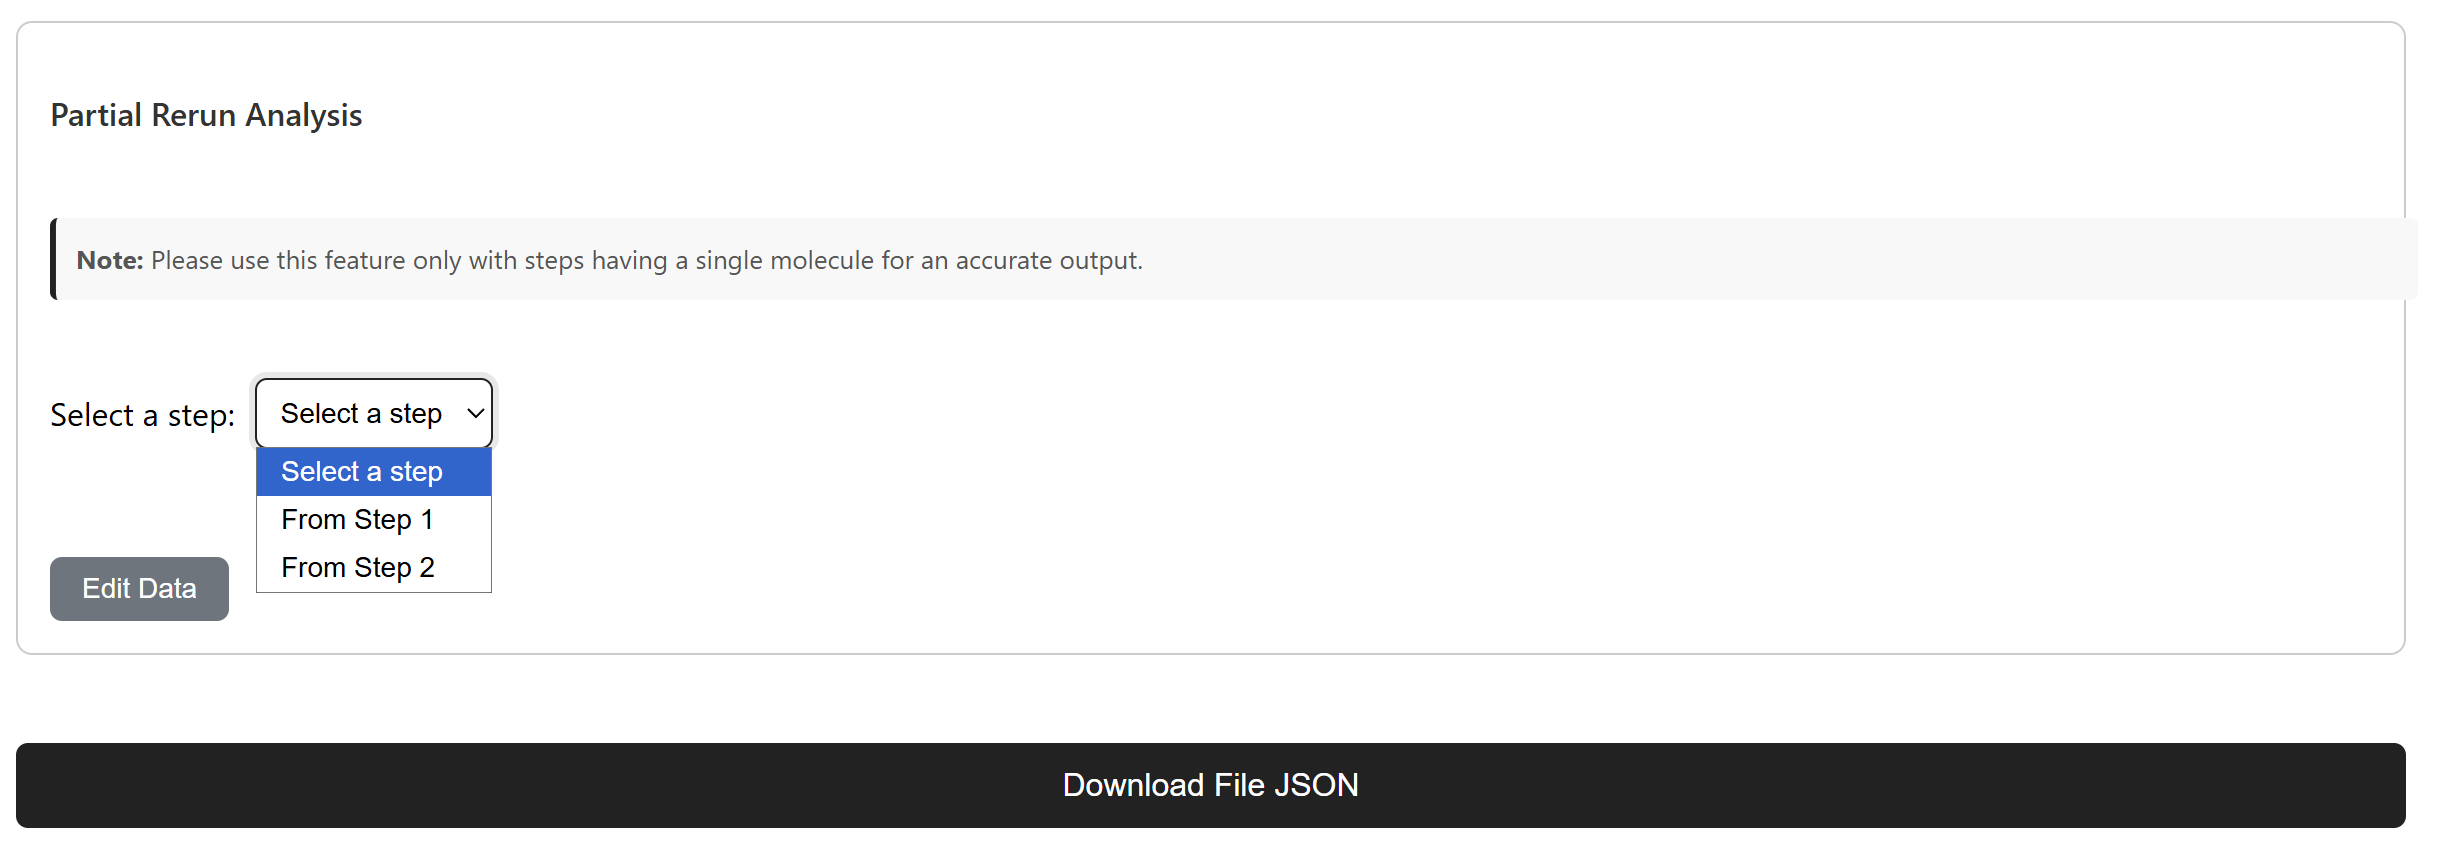 Partial Rerun Analysis
Note: Please use this feature only with steps having a single molecule for an accurate output.
Select a step: Select a step
Select a step
From Step 1
From Step 2
Edit Data
Download File JSON